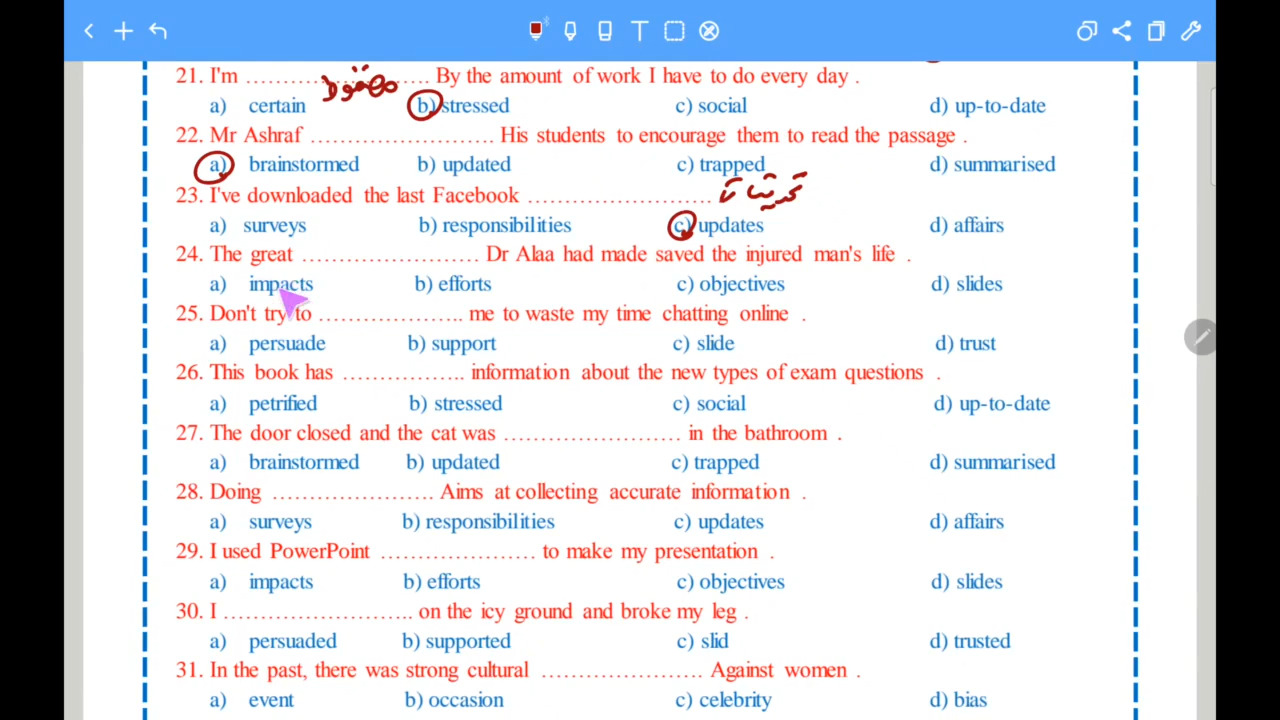 21. I'm .............................. By the amount of work I have to do every day .
مضغوط
a) certain b) stressed c) social d) up-to-date
22. Mr Ashraf .............................. His students to encourage them to read the passage .
a) brainstormed b) updated c) trapped d) summarised
23. I've downloaded the last Facebook ..............................
a) surveys b) responsibilities c) updates d) affairs
24. The great .............................. Dr Alaa had made saved the injured man's life .
a) impacts b) efforts c) objectives d) slides
25. Don't try to ......................... me to waste my time chatting online .
a) persuade b) support c) slide d) trust
26. This book has ..................... information about the new types of exam questions .
a) petrified b) stressed c) social d) up-to-date
27. The door closed and the cat was .............................. in the bathroom .
a) brainstormed b) updated c) trapped d) summarised
28. Doing ........................... Aims at collecting accurate information .
a) surveys b) responsibilities c) updates d) affairs
29. I used PowerPoint .......................... to make my presentation .
a) impacts b) efforts c) objectives d) slides
30. I ................................ on the icy ground and broke my leg .
a) persuaded b) supported c) slid d) trusted
31. In the past, there was strong cultural ........................... Against women .
a) event b) occasion c) celebrity d) bias